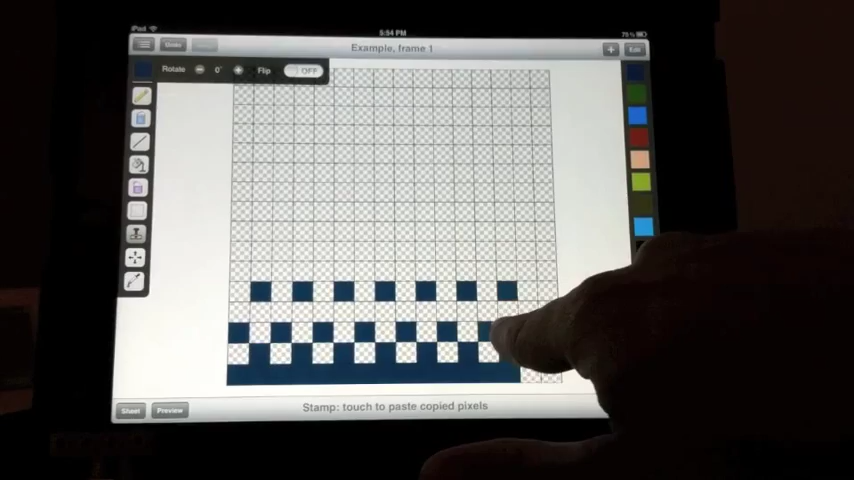 iPad
5:54 PM
75%
Undo
Example, frame 1
+
Edit
Rotate
0°
Flip
OFF
Sheet
Preview
Stamp: touch to paste copied pixels